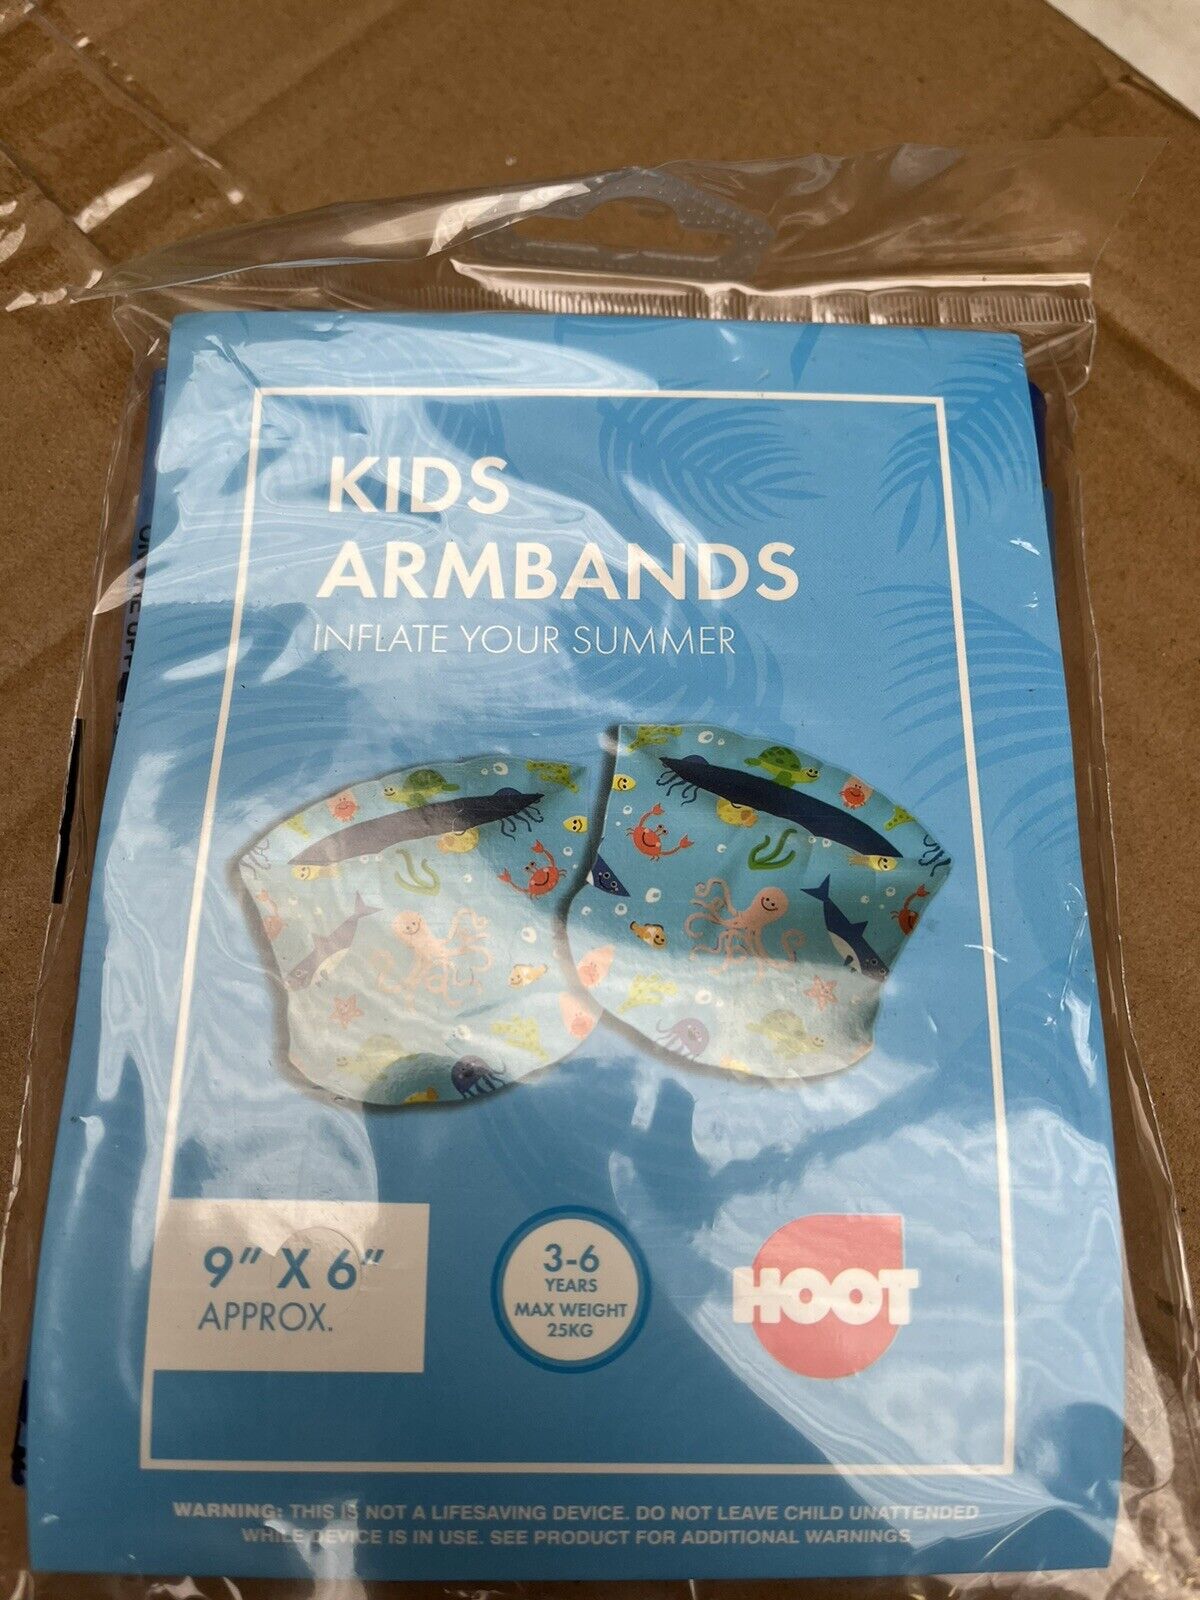 KIDS
ARMBANDS
INFLATE YOUR SUMMER
9" X 6"
APPROX.
3-6
YEARS
MAX WEIGHT
25KG
HOOT
WARNING: THIS IS NOT A LIFESAVING DEVICE. DO NOT LEAVE CHILD UNATTENDED
WHILE DEVICE IS IN USE. SEE PRODUCT FOR ADDITIONAL WARNINGS